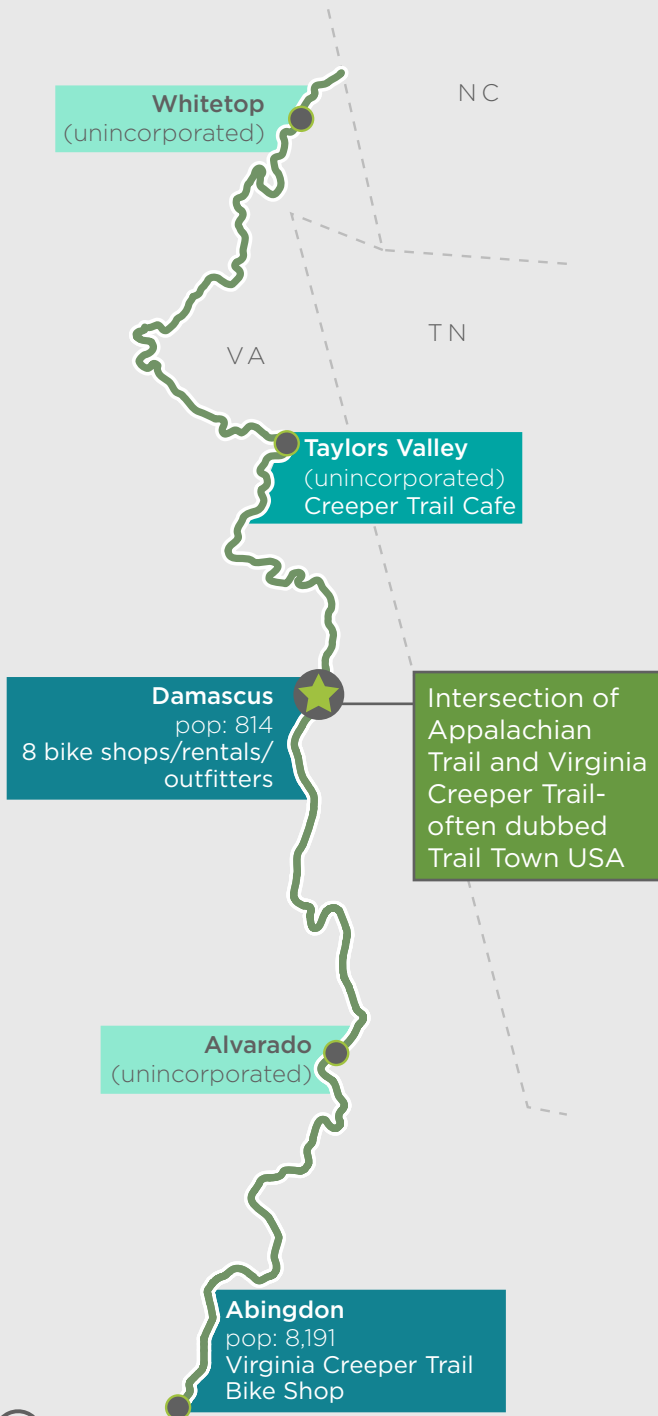 NC
Whitetop
(unincorporated)
TN
VA
Taylors Valley
(unincorporated)
Creeper Trail Cafe
Damascus
pop: 814
8 bike shops/rentals/
outfitters
Intersection of
Appalachian
Trail and Virginia
Creeper Trail-
often dubbed
Trail Town USA
Alvarado
(unincorporated)
Abingdon
pop: 8,191
Virginia Creeper Trail
Bike Shop